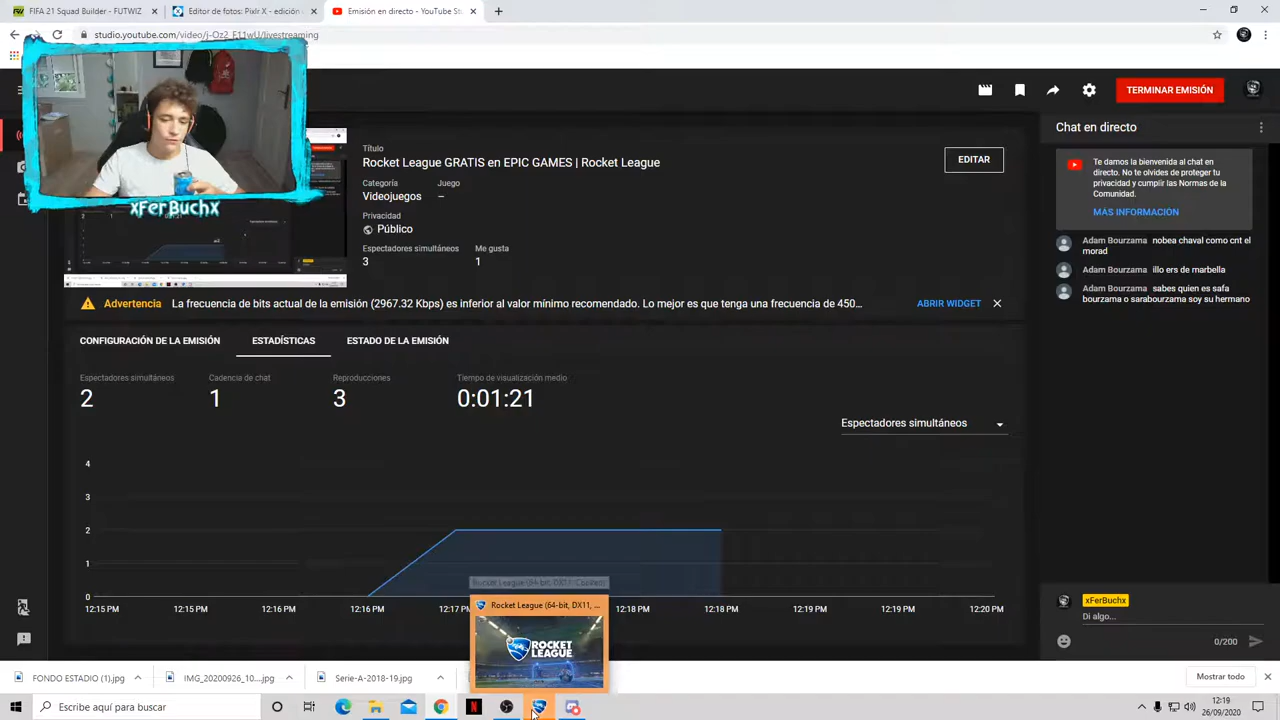 FIFA 21 Squad Builder - FUTWIZ
Editor de fotos: Pixlr X - edición
Emisión en directo - YouTube St
studio.youtube.com/video/j-Oz2_F11wU/livestreaming
TERMINAR EMISIÓN
xFerBuchx
Título
Rocket League GRATIS en EPIC GAMES | Rocket League
EDITAR
Categoría
Juego
Videojuegos
–
Privacidad
Público
Espectadores simultáneos
Me gusta
3
1
Advertencia
La frecuencia de bits actual de la emisión (2967.32 Kbps) es inferior al valor mínimo recomendado. Lo mejor es que tenga una frecuencia de 450...
ABRIR WIDGET
CONFIGURACIÓN DE LA EMISIÓN
ESTADÍSTICAS
ESTADO DE LA EMISIÓN
Espectadores simultáneos
Cadencia de chat
Reproducciones
Tiempo de visualización medio
2
1
3
0:01:21
Espectadores simultáneos
4
3
2
1
0
12:15 PM
12:15 PM
12:16 PM
12:16 PM
12:17 PM
12:18 PM
12:18 PM
12:19 PM
12:19 PM
12:20 PM
Chat en directo
Te damos la bienvenida al chat en
directo. No te olvides de proteger tu
privacidad y cumplir las Normas de la
Comunidad.
MÁS INFORMACIÓN
Adam Bourzama nobea chaval como cnt el
morad
Adam Bourzama illo ers de marbella
Adam Bourzama sabes quien es safa
bourzama o sarabourzama soy su hermano
xFerBuchx
Di algo...
0/200
Rocket League (64-bit, DX11, Cooked)
Rocket League (64-bit, DX11, ...
ROCKET
LEAGUE
FONDO ESTADIO (1).jpg
IMG_20200926_10....jpg
Serie-A-2018-19.jpg
Mostrar todo
Escribe aquí para buscar
12:19
26/09/2020